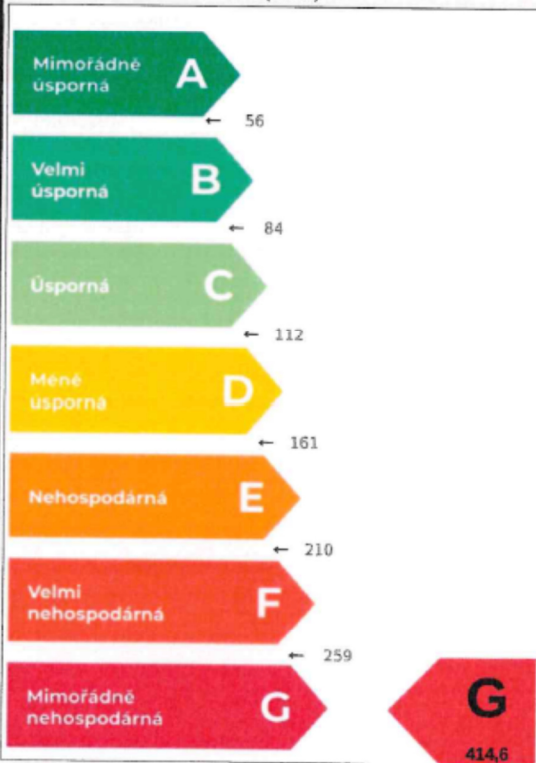 Mimořádně
úsporná
A
← 56
Velmi
úsporná
B
← 84
Úsporná
C
← 112
Méně
úsporná
D
← 161
Nehospodárná
E
← 210
Velmi
nehospodárná
F
← 259
Mimořádně
nehospodárná
G
G
414,6